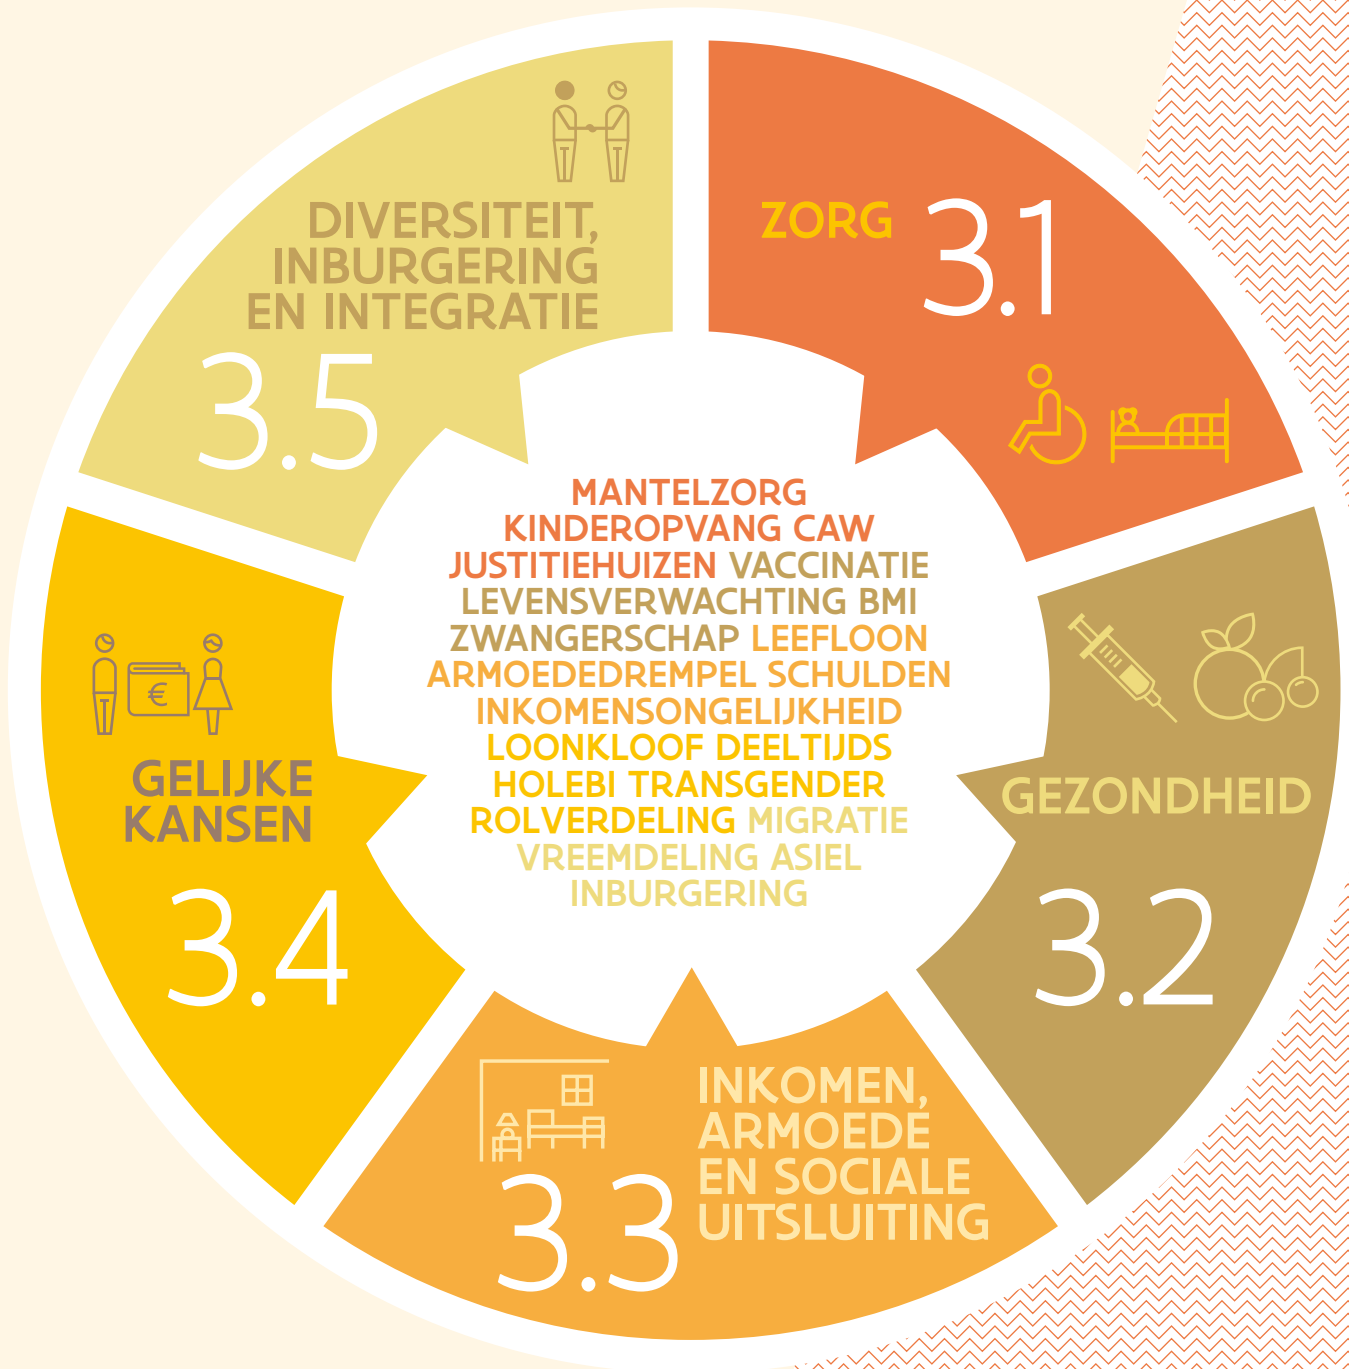 ZORG 3.1
GEZONDHEID
3.2
INKOMEN,
ARMOEDE
EN SOCIALE
UITSLUITING
3.3
GELIJKE
KANSEN
3.4
DIVERSITEIT,
INBURGERING
EN INTEGRATIE
3.5
MANTELZORG
KINDEROPVANG CAW
JUSTITIEHUIZEN VACCINATIE
LEVENSVERWACHTING BMI
ZWANGERSCHAP LEEFLOON
ARMOEDEDREMPEL SCHULDEN
INKOMENSONGELIJKHEID
LOONKLOOF DEELTIJDS
HOLEBI TRANSGENDER
ROLVERDELING MIGRATIE
VREEMDELING ASIEL
INBURGERING
€